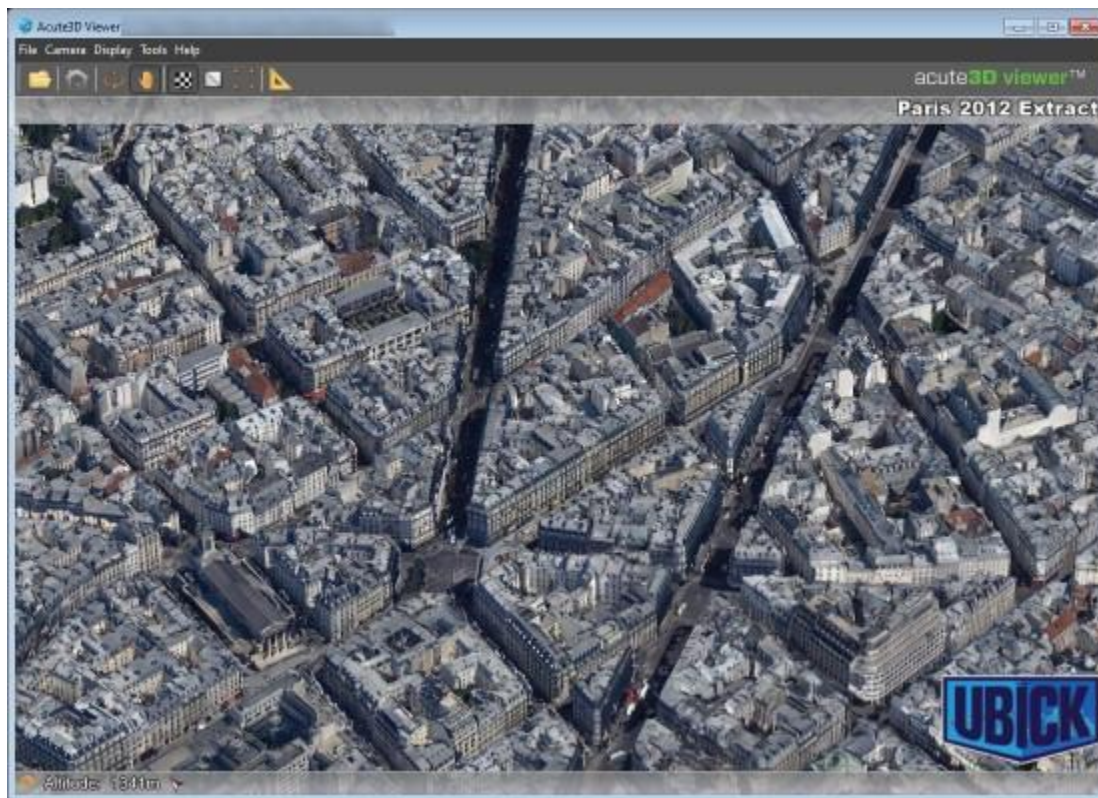 Acute3D Viewer
File Camera Display Tools Help
acute3D viewer™
Paris 2012 Extract
UBICK
Altitude: 1341m